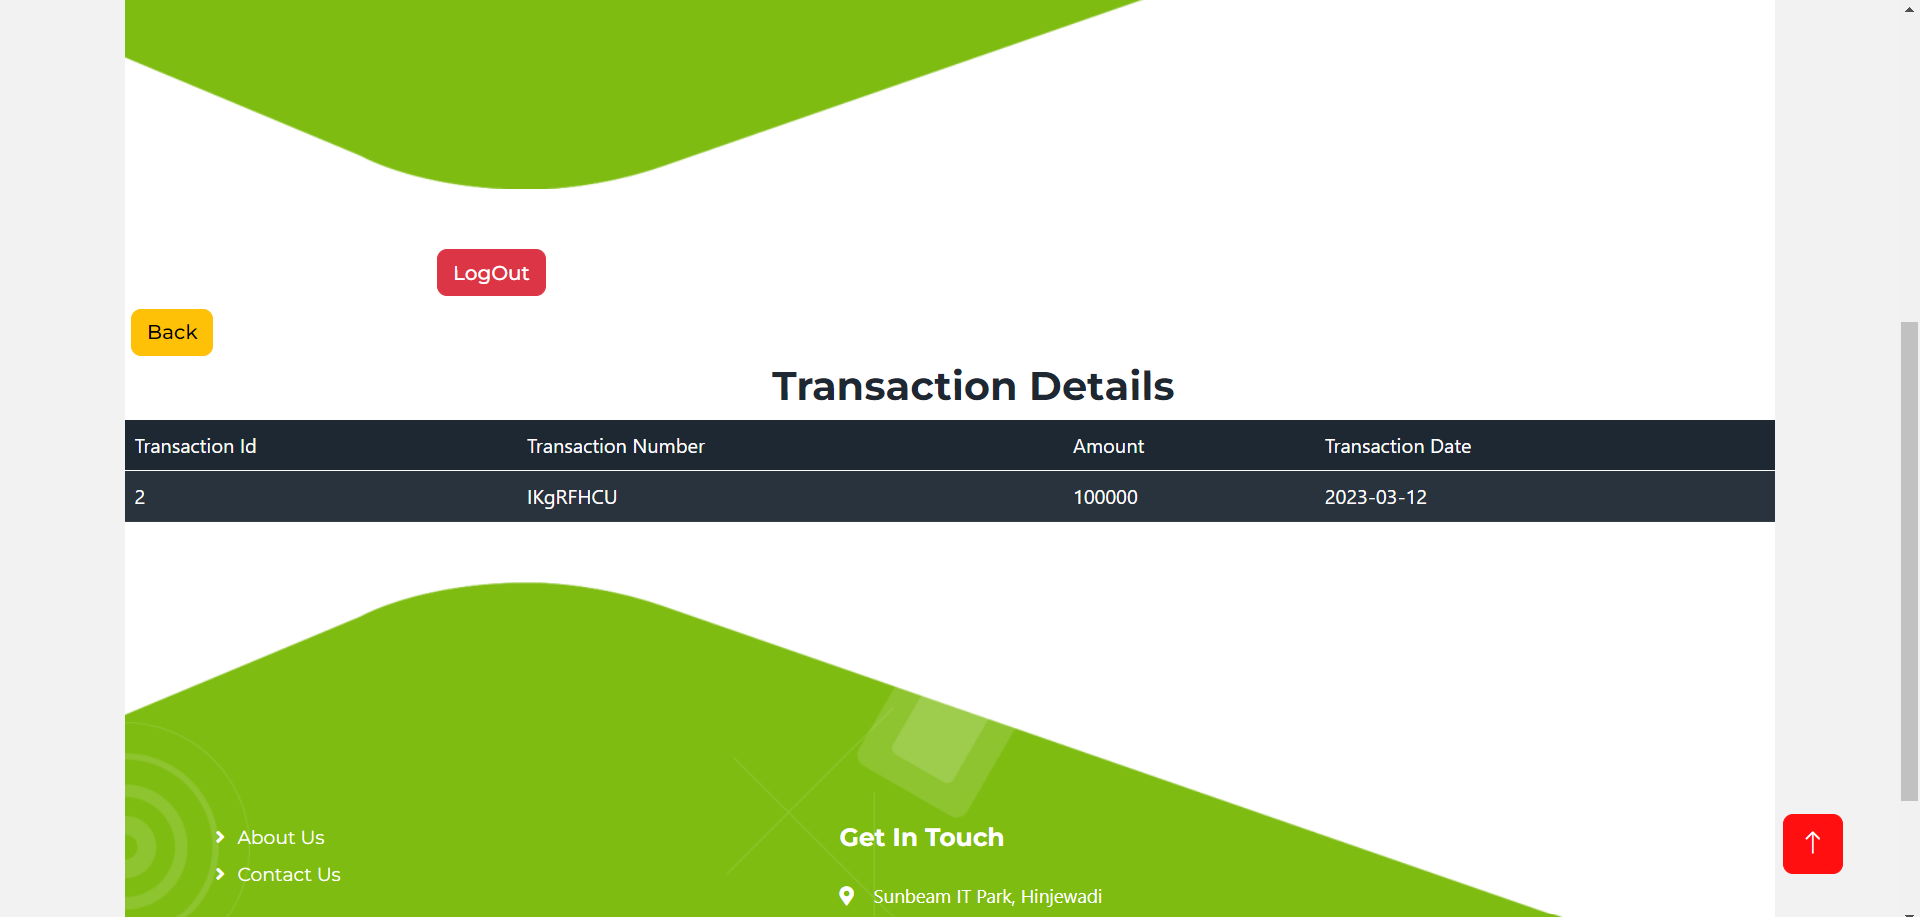 LogOut
Back
Transaction Details
Transaction Id Transaction Number Amount Transaction Date
2 IKgRFHCU 100000 2023-03-12
About Us
Contact Us
Get In Touch
Sunbeam IT Park, Hinjewadi